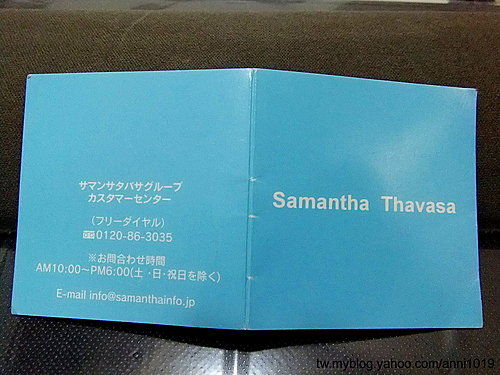 サマンサタバサグループ
カスタマーセンター
(フリーダイヤル)
0120-86-3035
※お問合わせ時間
AM10:00〜PM6:00(土・日・祝日を除く)
E-mail info@samanthainfo.jp
Samantha Thavasa
tw.myblog.yahoo.com/anni1019